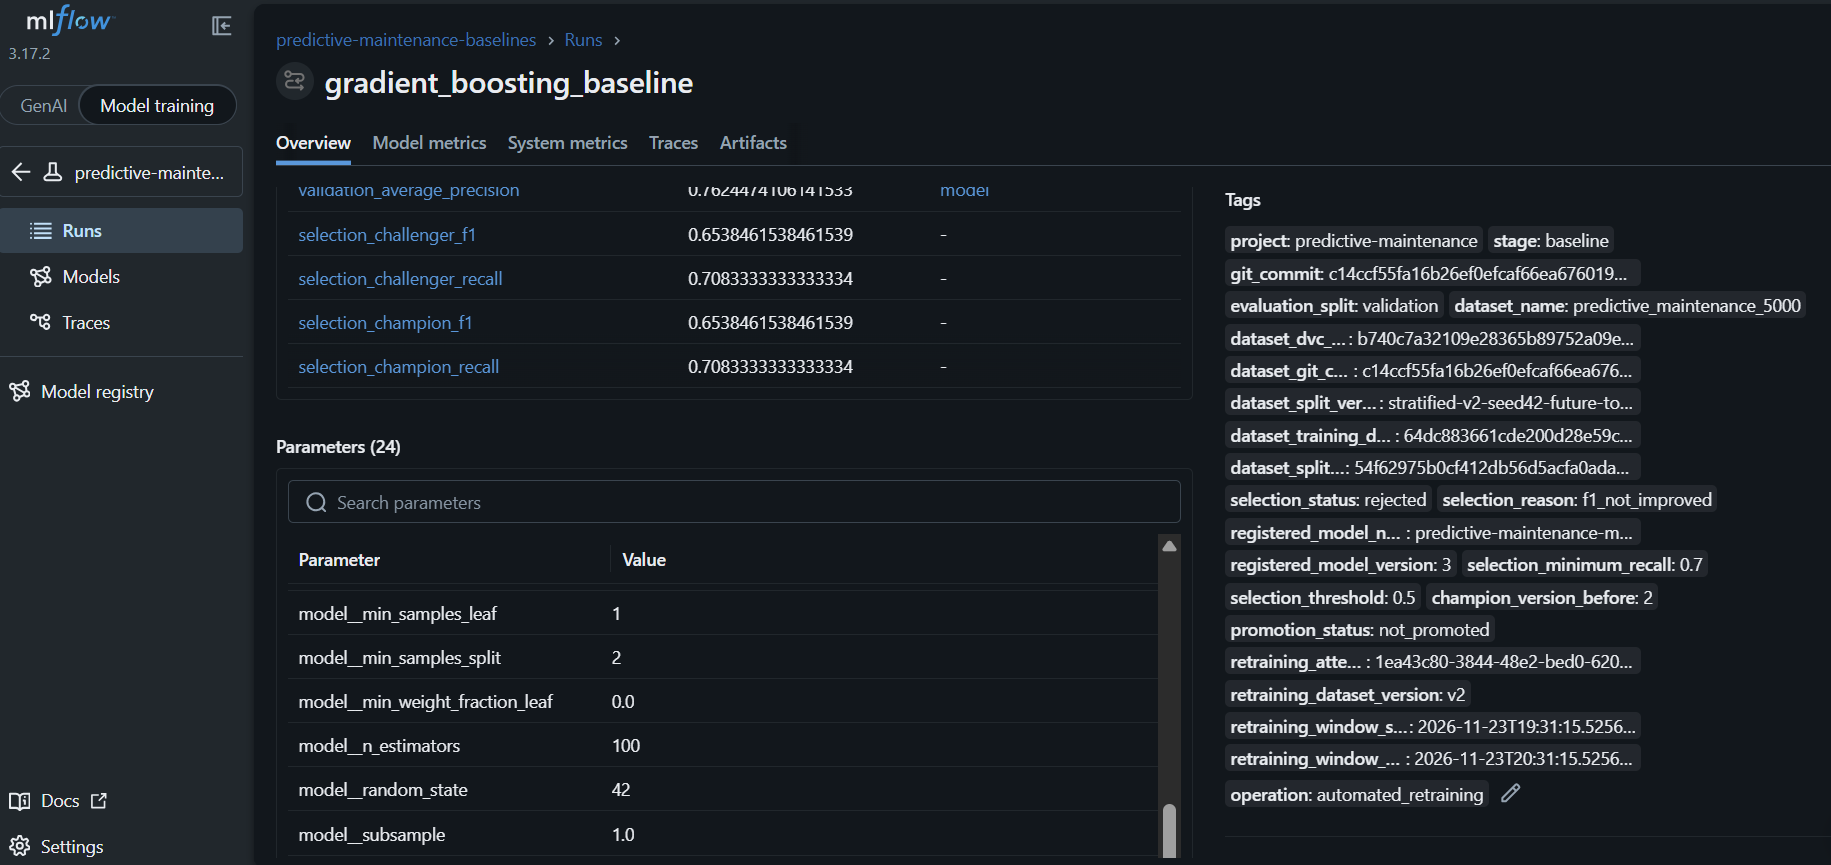 mlflow
3.17.2
GenAI
Model training
predictive-mainte...
Runs
Models
Traces
Model registry
Docs
Settings
predictive-maintenance-baselines > Runs >
gradient_boosting_baseline
Overview Model metrics System metrics Traces Artifacts
validation_average_precision 0.7624474106141533 model
selection_challenger_f1 0.6538461538461539 -
selection_challenger_recall 0.7083333333333334 -
selection_champion_f1 0.6538461538461539 -
selection_champion_recall 0.7083333333333334 -
Parameters (24)
Search parameters
Parameter Value
model__min_samples_leaf 1
model__min_samples_split 2
model__min_weight_fraction_leaf 0.0
model__n_estimators 100
model__random_state 42
model__subsample 1.0
Tags
project: predictive-maintenance stage: baseline
git_commit: c14ccf55fa16b26ef0efcaf66ea676019...
evaluation_split: validation dataset_name: predictive_maintenance_5000
dataset_dvc_...: b740c7a32109e28365b89752a09e...
dataset_git_c... : c14ccf55fa16b26ef0efcaf66ea676...
dataset_split_ver...: stratified-v2-seed42-future-to...
dataset_training_d... : 64dc883661cde200d28e59c...
dataset_split...: 54f62975b0cf412db56d5acfa0ada...
selection_status: rejected selection_reason: f1_not_improved
registered_model_n... : predictive-maintenance-m...
registered_model_version: 3 selection_minimum_recall: 0.7
selection_threshold: 0.5 champion_version_before: 2
promotion_status: not_promoted
retraining_atte... : 1ea43c80-3844-48e2-bed0-620...
retraining_dataset_version: v2
retraining_window_s...: 2026-11-23T19:31:15.5256...
retraining_window_... : 2026-11-23T20:31:15.5256...
operation: automated_retraining